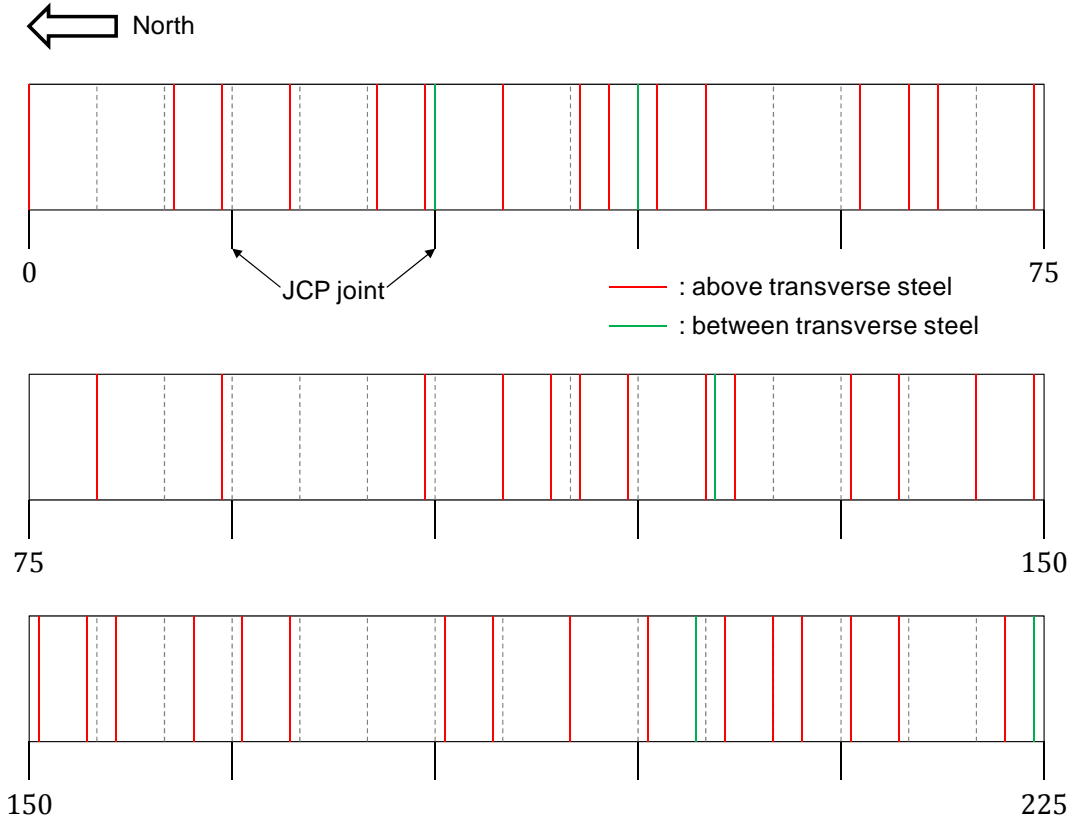 North
0
75
JCP joint
: above transverse steel
: between transverse steel
75
150
150
225